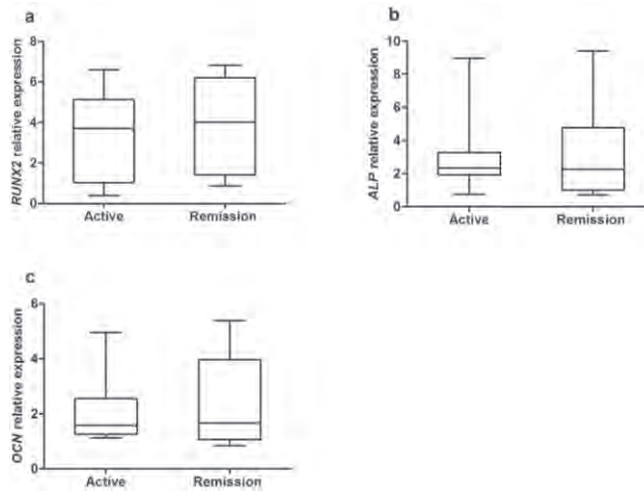 a
RUNX2 relative expression
8
6
4
2
0
Active Remission
b
ALP relative expression
10
8
6
4
2
0
Active Remission
c
OCN relative expression
6
4
2
0
Active Remission